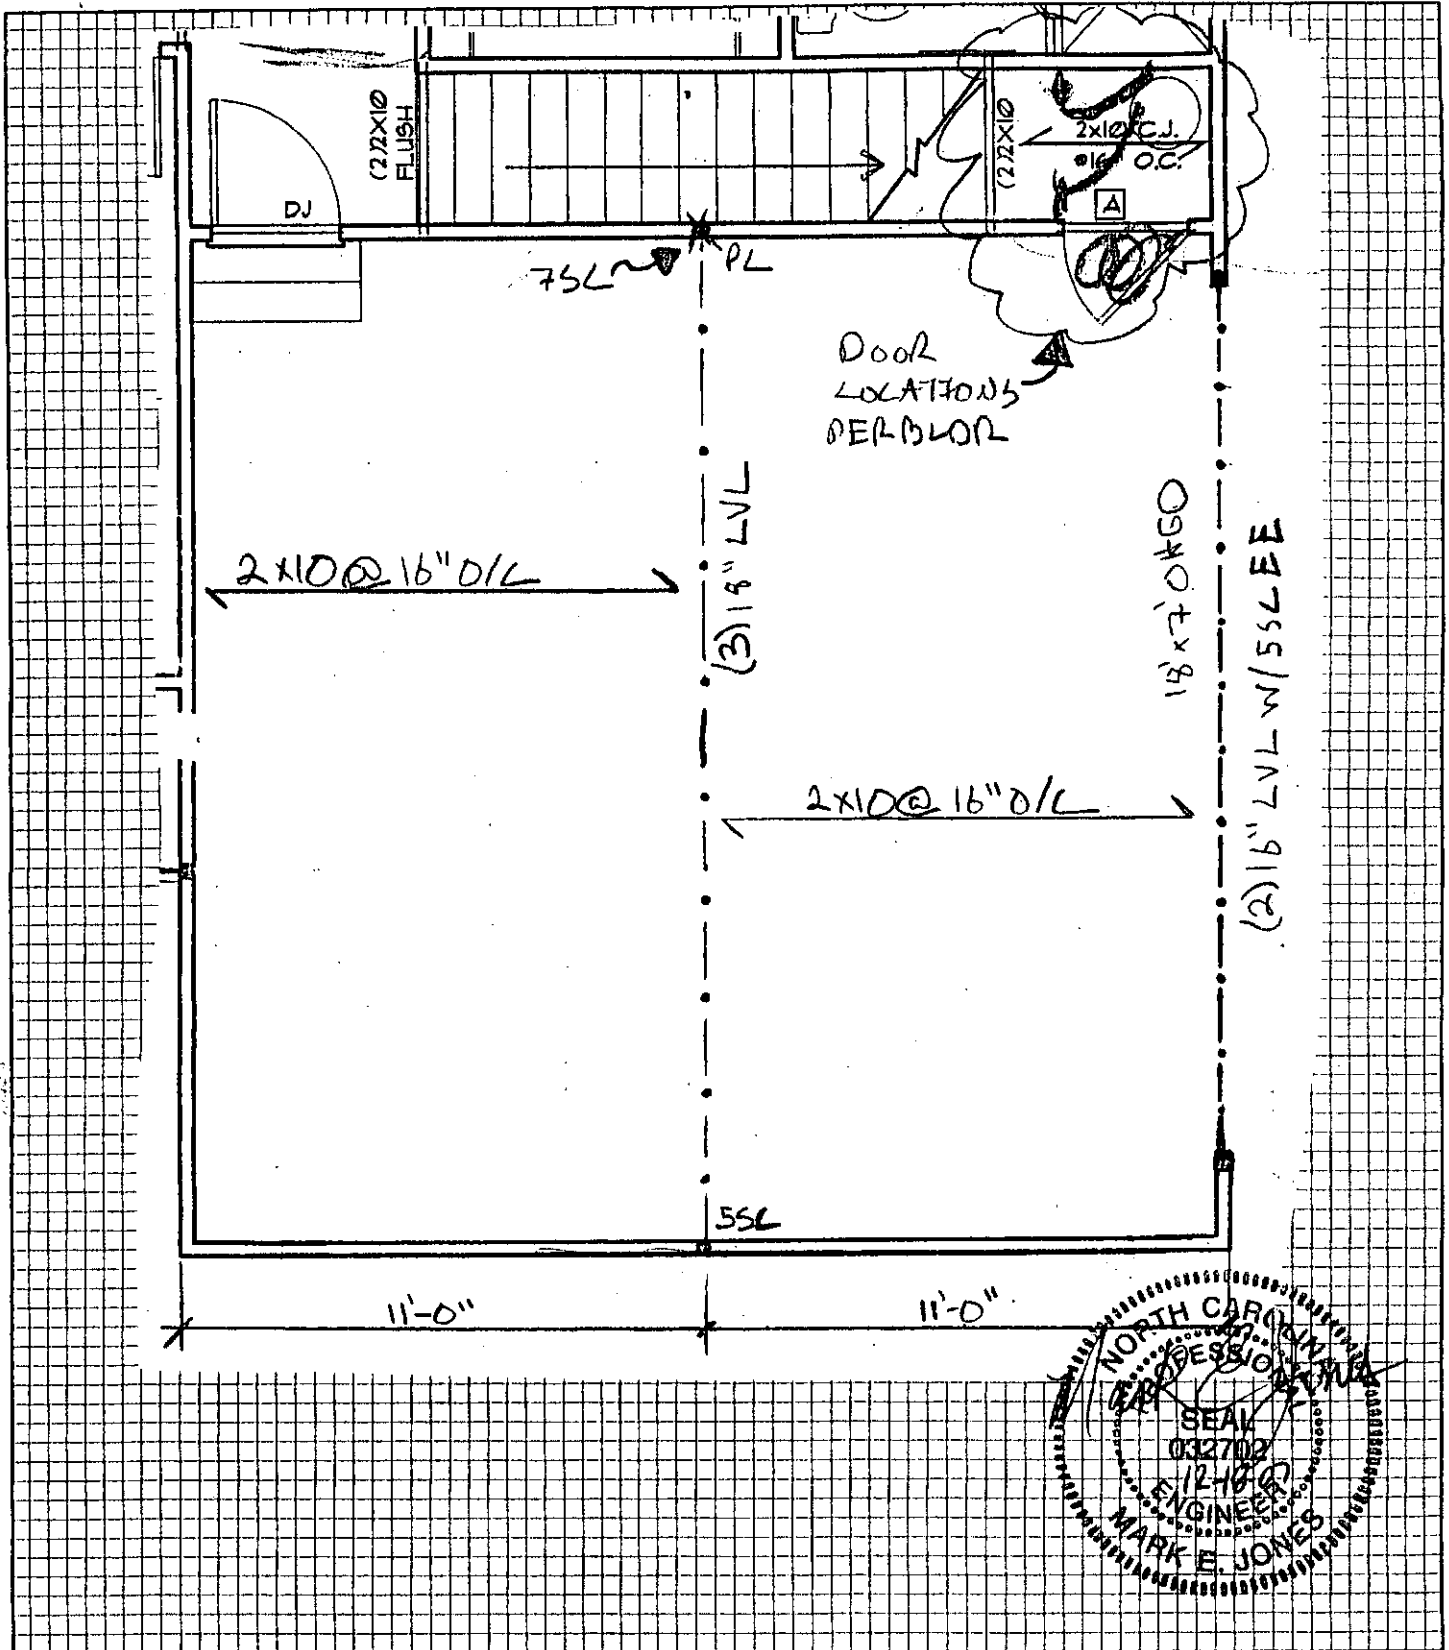 (2)2X10
FLUSH
DJ
(2)2X10
2x10 C.J.
O.C.
A
7SL
PL
DOOR
LOCATIONS
PER BLDR
2X10@16"O/C
(3)18" LVL
18'x7' OHGD
(2)16" LVL W/5SL EE
2X10@16"O/C
5SL
11'-0"
11'-0"
NORTH CAROLINA
PROFESSIONAL
SEAL
032702
ENGINEER
MARK E. JONES